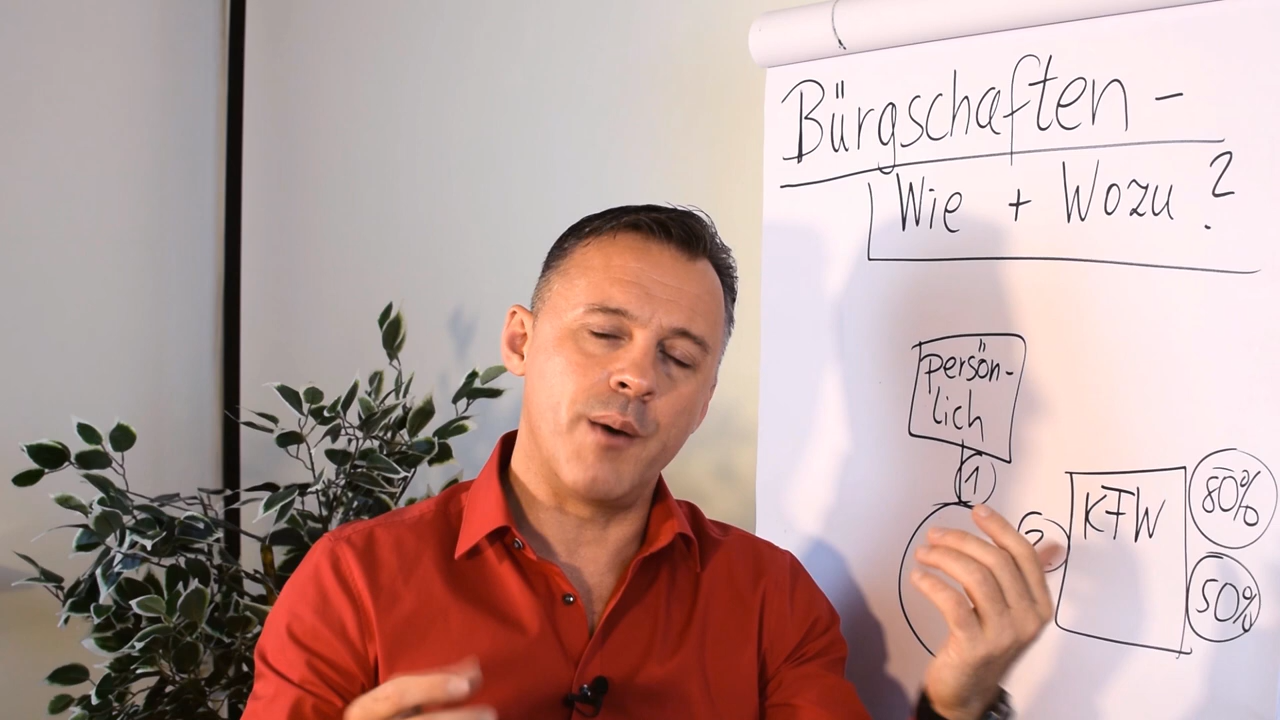 Bürgschaften -
Wie + Wozu ?
persön-
lich
1
KFW
80%
50%